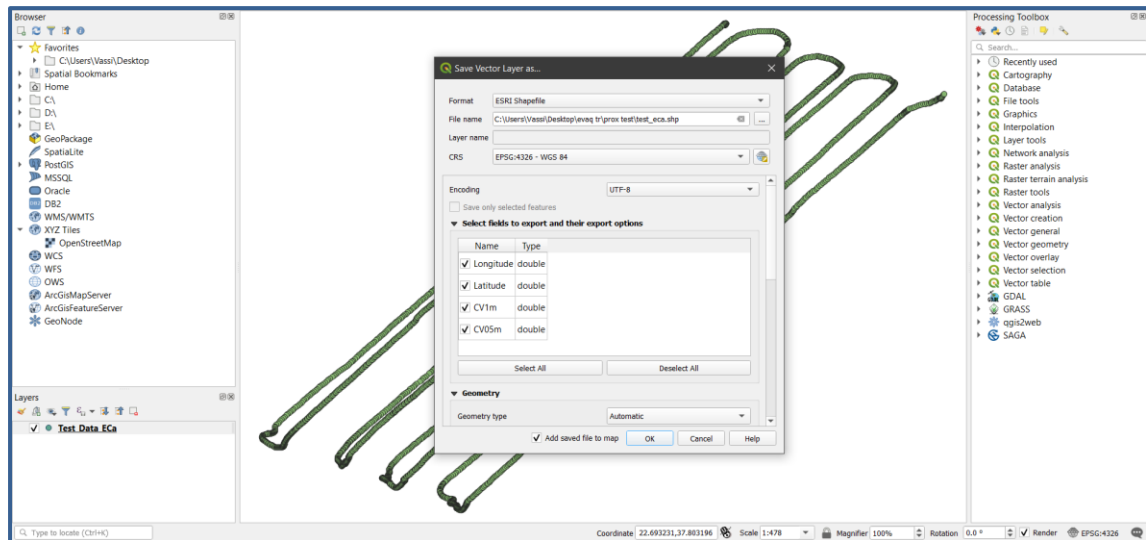 Browser
Favorites
C:\Users\Vassi\Desktop
Spatial Bookmarks
Home
C:\
D:\
E:\
GeoPackage
SpatiaLite
PostGIS
MSSQL
Oracle
DB2
WMS/WMTS
XYZ Tiles
OpenStreetMap
WCS
WFS
OWS
ArcGisMapServer
ArcGisFeatureServer
GeoNode
Layers
Test Data ECa
Save Vector Layer as...
Format ESRI Shapefile
File name C:\Users\Vassi\Desktop\evaq tr\prox test\test_eca.shp ...
Layer name
CRS EPSG:4326 - WGS 84
Encoding UTF-8
Save only selected features
Select fields to export and their export options
Name Type
Longitude double
Latitude double
CV1m double
CV05m double
Select All Deselect All
Geometry
Geometry type Automatic
Add saved file to map OK Cancel Help
Processing Toolbox
Search...
Recently used
Cartography
Database
File tools
Graphics
Interpolation
Layer tools
Network analysis
Raster analysis
Raster terrain analysis
Raster tools
Vector analysis
Vector creation
Vector general
Vector geometry
Vector overlay
Vector selection
Vector table
GDAL
GRASS
qgis2web
SAGA
Type to locate (Ctrl+K) Coordinate 22.693231,37.803196 Scale 1:478 Magnifier 100% Rotation 0.0 ° Render EPSG:4326